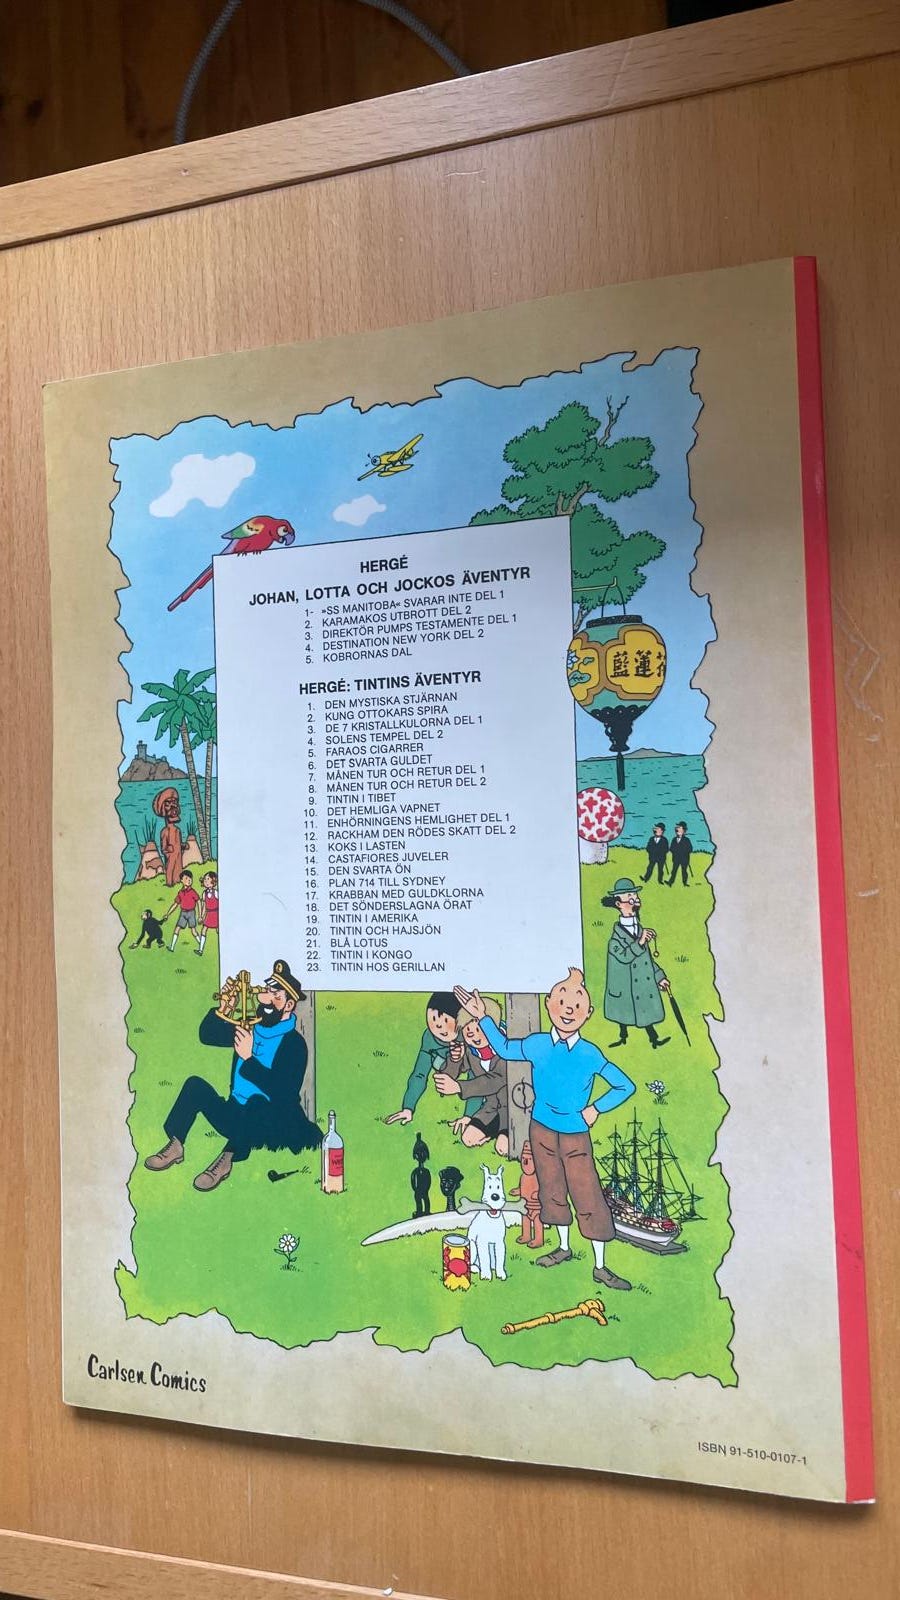 HERGÉ
JOHAN, LOTTA OCH JOCKOS ÄVENTYR
1- »SS MANITOBA« SVARAR INTE DEL 1
2. KARAMAKOS UTBROTT DEL 2
3. DIREKTÖR PUMPS TESTAMENTE DEL 1
4. DESTINATION NEW YORK DEL 2
5. KOBRORNAS DAL
HERGÉ: TINTINS ÄVENTYR
1. DEN MYSTISKA STJÄRNAN
2. KUNG OTTOKARS SPIRA
3. DE 7 KRISTALLKULORNA DEL 1
4. SOLENS TEMPEL DEL 2
5. FARAOS CIGARRER
6. DET SVARTA GULDET
7. MÅNEN TUR OCH RETUR DEL 1
8. MÅNEN TUR OCH RETUR DEL 2
9. TINTIN I TIBET
10. DET HEMLIGA VAPNET
11. ENHÖRNINGENS HEMLIGHET DEL 1
12. RACKHAM DEN RÖDES SKATT DEL 2
13. KOKS I LASTEN
14. CASTAFIORES JUVELER
15. DEN SVARTA ÖN
16. PLAN 714 TILL SYDNEY
17. KRABBAN MED GULDKLORNA
18. DET SÖNDERSLAGNA ÖRAT
19. TINTIN I AMERIKA
20. TINTIN OCH HAJSJÖN
21. BLÅ LOTUS
22. TINTIN I KONGO
23. TINTIN HOS GERILLAN
藍蓮
Carlsen Comics
ISBN 91-510-0107-1